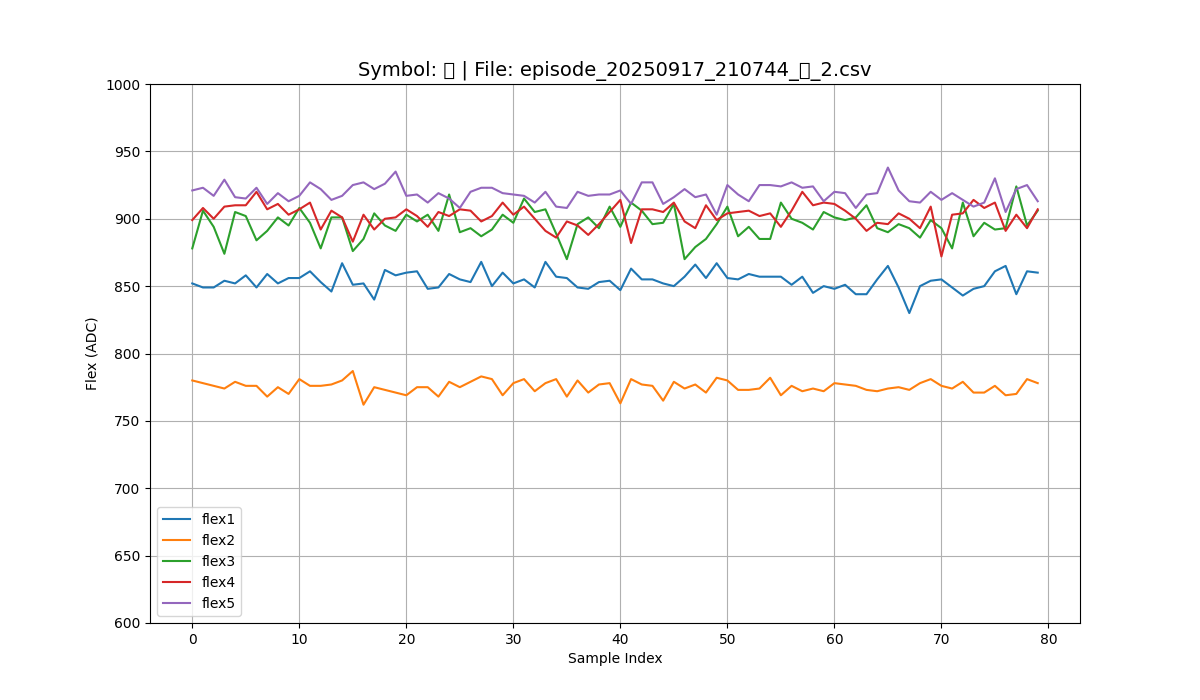 Symbol: ▯ | File: episode_20250917_210744_▯_2.csv
Flex (ADC)
1000
950
900
850
800
750
700
650
600
flex1
flex2
flex3
flex4
flex5
0 10 20 30 40 50 60 70 80
Sample Index